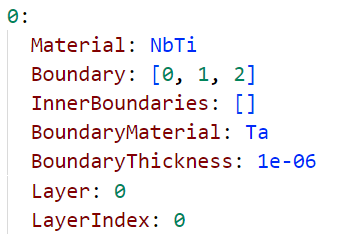 0:
Material: NbTi
Boundary: [0, 1, 2]
InnerBoundaries: []
BoundaryMaterial: Ta
BoundaryThickness: 1e-06
Layer: 0
LayerIndex: 0